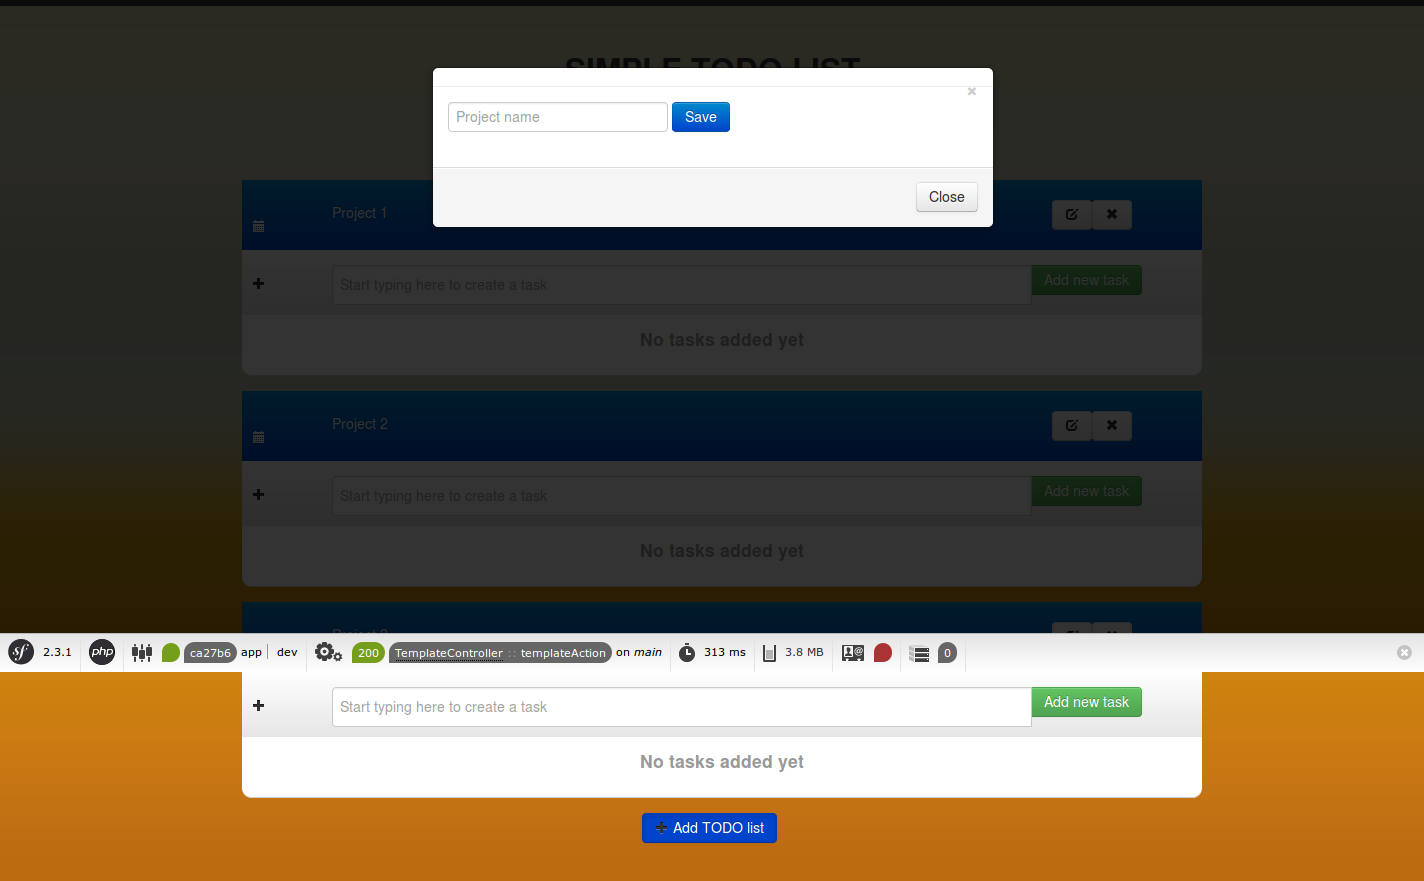 SIMPLE TODO LIST
×
Project name Save
Close
Project 1
Start typing here to create a task Add new task
No tasks added yet
Project 2
Start typing here to create a task Add new task
No tasks added yet
sf 2.3.1 php ca27b6 app dev 200 TemplateController :: templateAction on main 313 ms 3.8 MB 0
Start typing here to create a task Add new task
No tasks added yet
Add TODO list